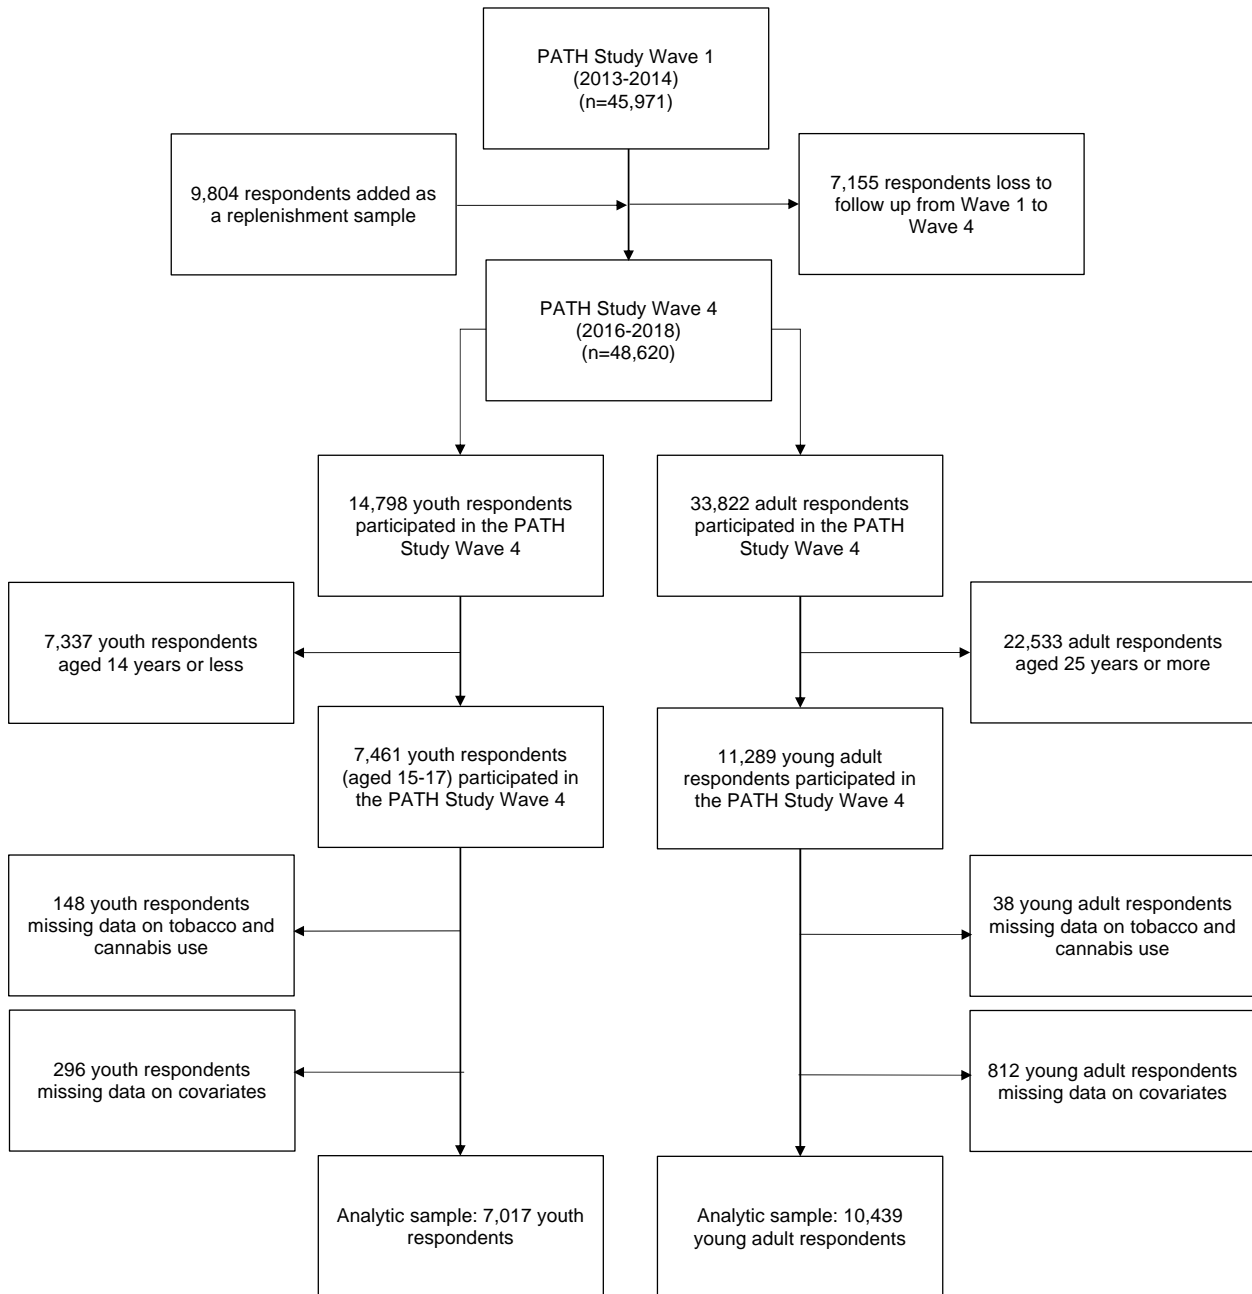 PATH Study Wave 1
(2013-2014)
(n=45,971)
9,804 respondents added as
a replenishment sample
7,155 respondents loss to
follow up from Wave 1 to
Wave 4
PATH Study Wave 4
(2016-2018)
(n=48,620)
14,798 youth respondents
participated in the PATH
Study Wave 4
33,822 adult respondents
participated in the PATH
Study Wave 4
7,337 youth respondents
aged 14 years or less
22,533 adult respondents
aged 25 years or more
7,461 youth respondents
(aged 15-17) participated in
the PATH Study Wave 4
11,289 young adult
respondents participated in
the PATH Study Wave 4
148 youth respondents
missing data on tobacco and
cannabis use
38 young adult respondents
missing data on tobacco and
cannabis use
296 youth respondents
missing data on covariates
812 young adult respondents
missing data on covariates
Analytic sample: 7,017 youth
respondents
Analytic sample: 10,439
young adult respondents